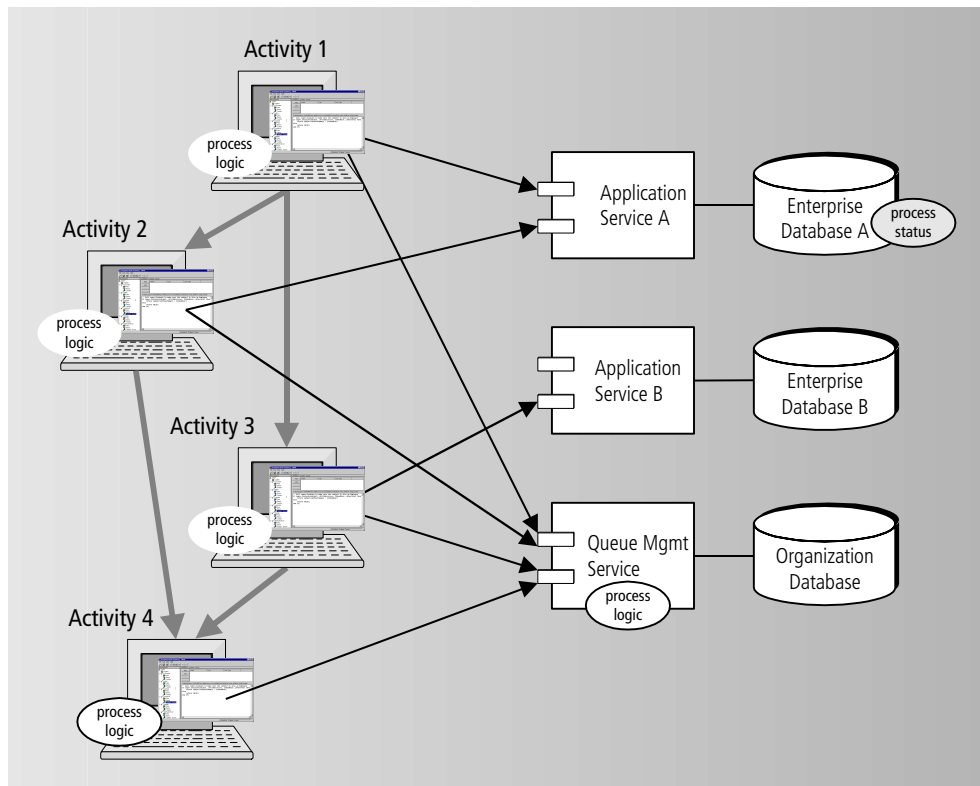 Activity 1
process
logic
Activity 2
process
logic
Activity 3
process
logic
Activity 4
process
logic
Application
Service A
Enterprise
Database A
process
status
Application
Service B
Enterprise
Database B
Queue Mgmt
Service
process
logic
Organization
Database